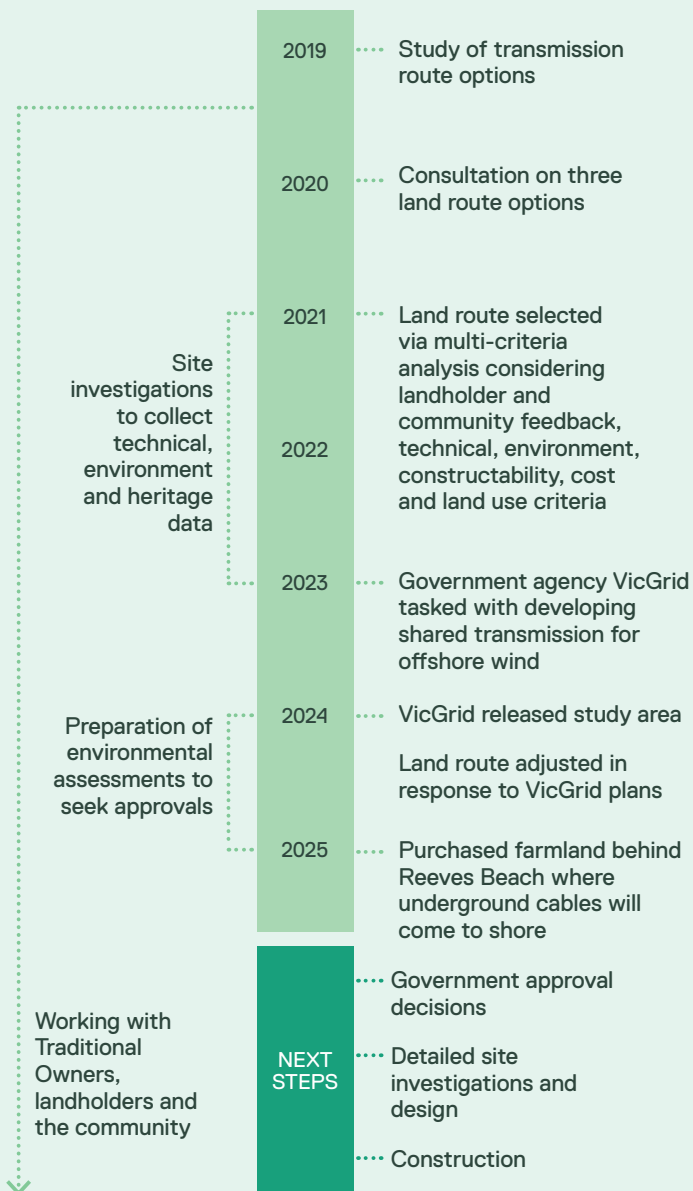 2019
Study of transmission
route options
2020
Consultation on three
land route options
2021
Land route selected
via multi-criteria
analysis considering
landholder and
community feedback,
technical, environment,
constructability, cost
and land use criteria
Site
investigations
to collect
technical,
environment
and heritage
data
2022
2023
Government agency VicGrid
tasked with developing
shared transmission for
offshore wind
2024
VicGrid released study area
Land route adjusted in
response to VicGrid plans
Preparation of
environmental
assessments to
seek approvals
2025
Purchased farmland behind
Reeves Beach where
underground cables will
come to shore
Working with
Traditional
Owners,
landholders and
the community
NEXT
STEPS
Government approval
decisions
Detailed site
investigations and
design
Construction